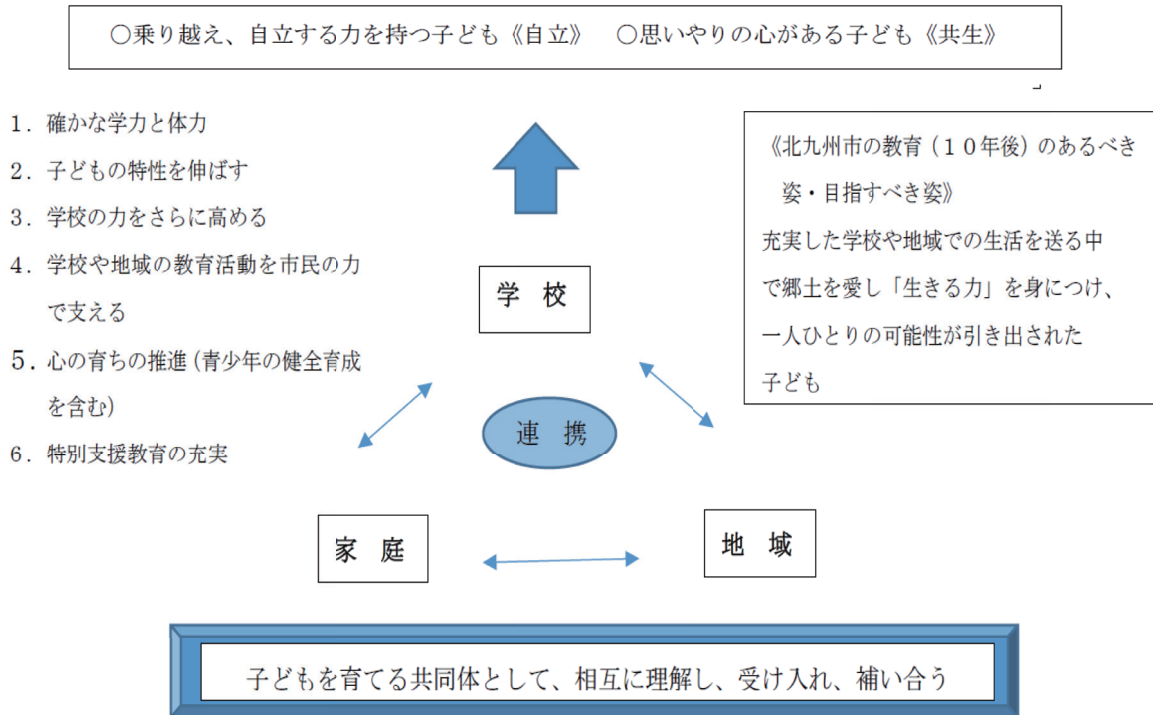 ○乗り越え、自立する力を持つ子ども《自立》　○思いやりの心がある子ども《共生》
１．確かな学力と体力
２．子どもの特性を伸ばす
３．学校の力をさらに高める
４．学校や地域の教育活動を市民の力
で支える
５．心の育ちの推進（青少年の健全育成
を含む）
６．特別支援教育の充実
《北九州市の教育（１０年後）のあるべき
姿・目指すべき姿》
充実した学校や地域での生活を送る中
で郷土を愛し「生きる力」を身につけ、
一人ひとりの可能性が引き出された
子ども
学　校
連　携
家　庭
地　域
子どもを育てる共同体として、相互に理解し、受け入れ、補い合う